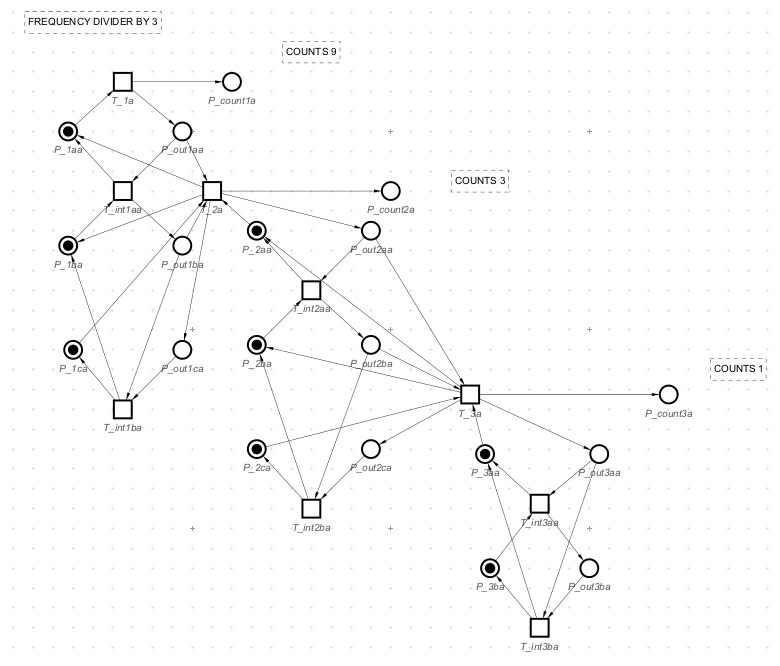 FREQUENCY DIVIDER BY 3
COUNTS 9
T_1a
P_count1a
P_1aa
P_out1aa
COUNTS 3
T_int1aa
T_2a
P_count2a
P_1ba
P_out1ba
P_2aa
P_out2aa
T_int2aa
P_1ca
P_out1ca
P_2ba
P_out2ba
COUNTS 1
T_int1ba
T_3a
P_count3a
P_2ca
P_out2ca
P_3aa
P_out3aa
T_int2ba
T_int3aa
P_3ba
P_out3ba
T_int3ba